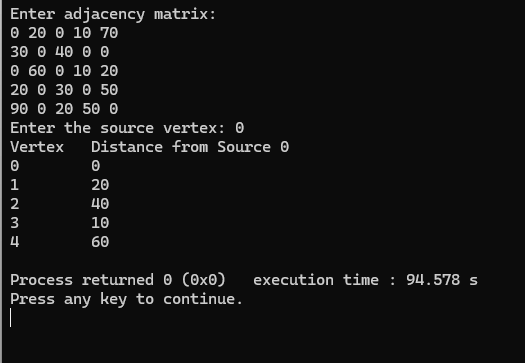 Enter adjacency matrix:
0 20 0 10 70
30 0 40 0 0
0 60 0 10 20
20 0 30 0 50
90 0 20 50 0
Enter the source vertex: 0
Vertex   Distance from Source 0
0        0
1        20
2        40
3        10
4        60
Process returned 0 (0x0)   execution time : 94.578 s
Press any key to continue.